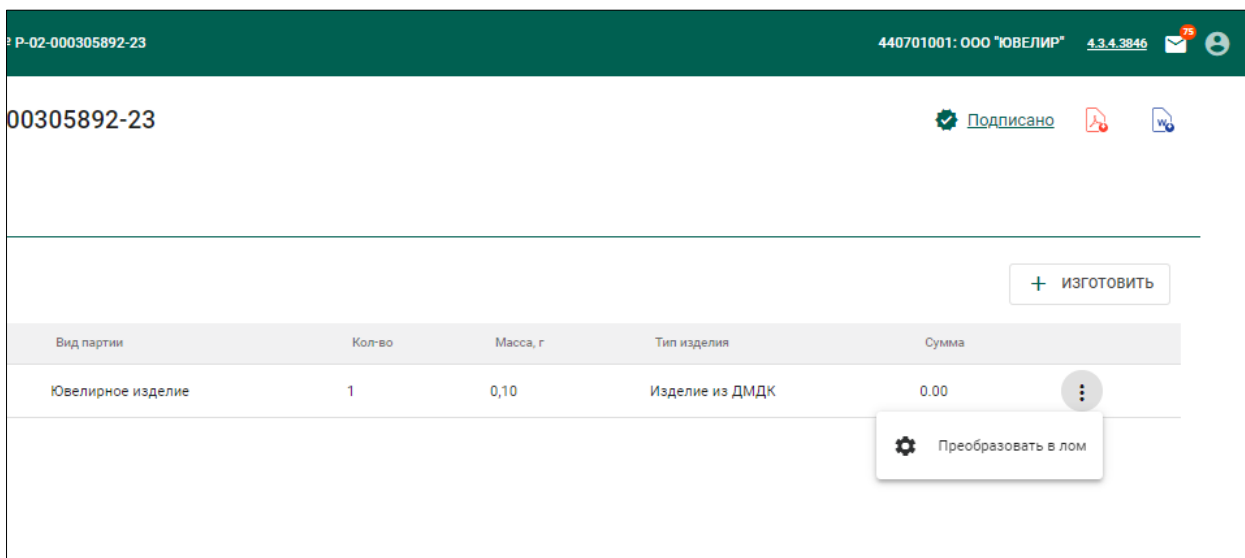 № Р-02-000305892-23 440701001: ООО "ЮВЕЛИР" 4.3.4.3846 75
00305892-23 Подписано
W
+ ИЗГОТОВИТЬ
Вид партии Кол-во Масса, г Тип изделия Сумма
Ювелирное изделие 1 0,10 Изделие из ДМДК 0.00
Преобразовать в лом